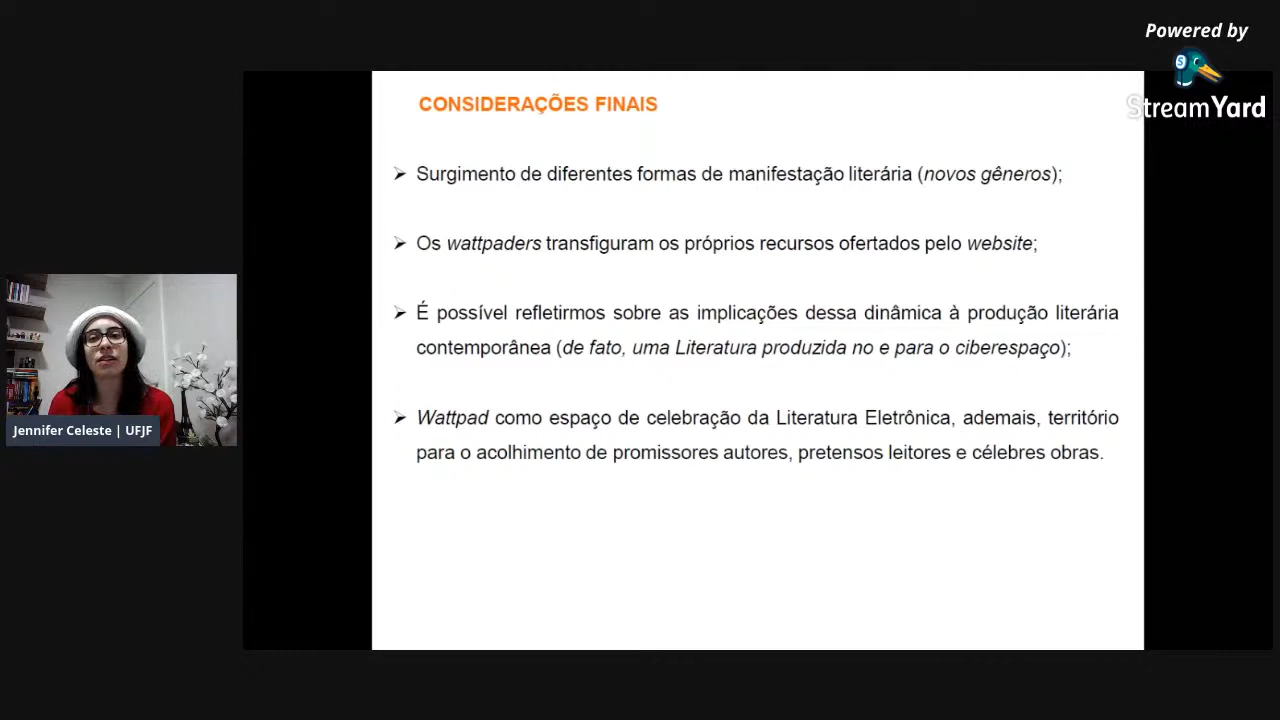 Powered by
StreamYard
CONSIDERAÇÕES FINAIS
➢ Surgimento de diferentes formas de manifestação literária (novos gêneros);
➢ Os wattpaders transfiguram os próprios recursos ofertados pelo website;
➢ É possível refletirmos sobre as implicações dessa dinâmica à produção literária
contemporânea (de fato, uma Literatura produzida no e para o ciberespaço);
➢ Wattpad como espaço de celebração da Literatura Eletrônica, ademais, território
para o acolhimento de promissores autores, pretensos leitores e célebres obras.
Jennifer Celeste | UFJF